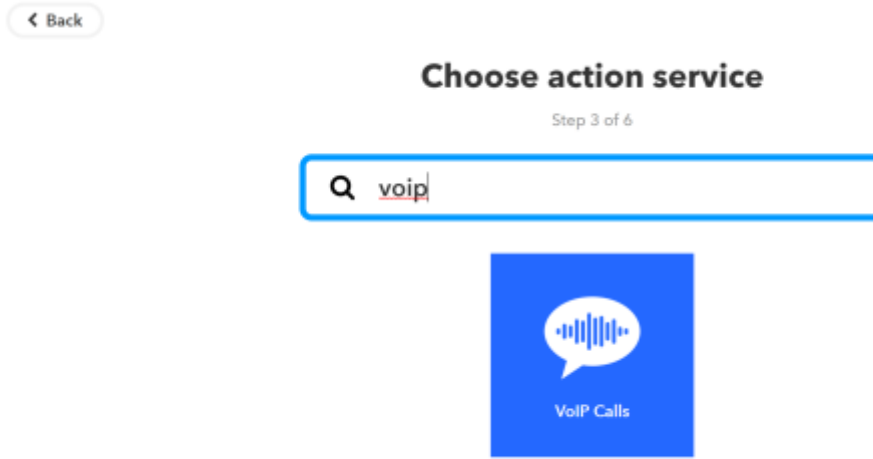 Back
Choose action service
Step 3 of 6
voip
VoIP Calls